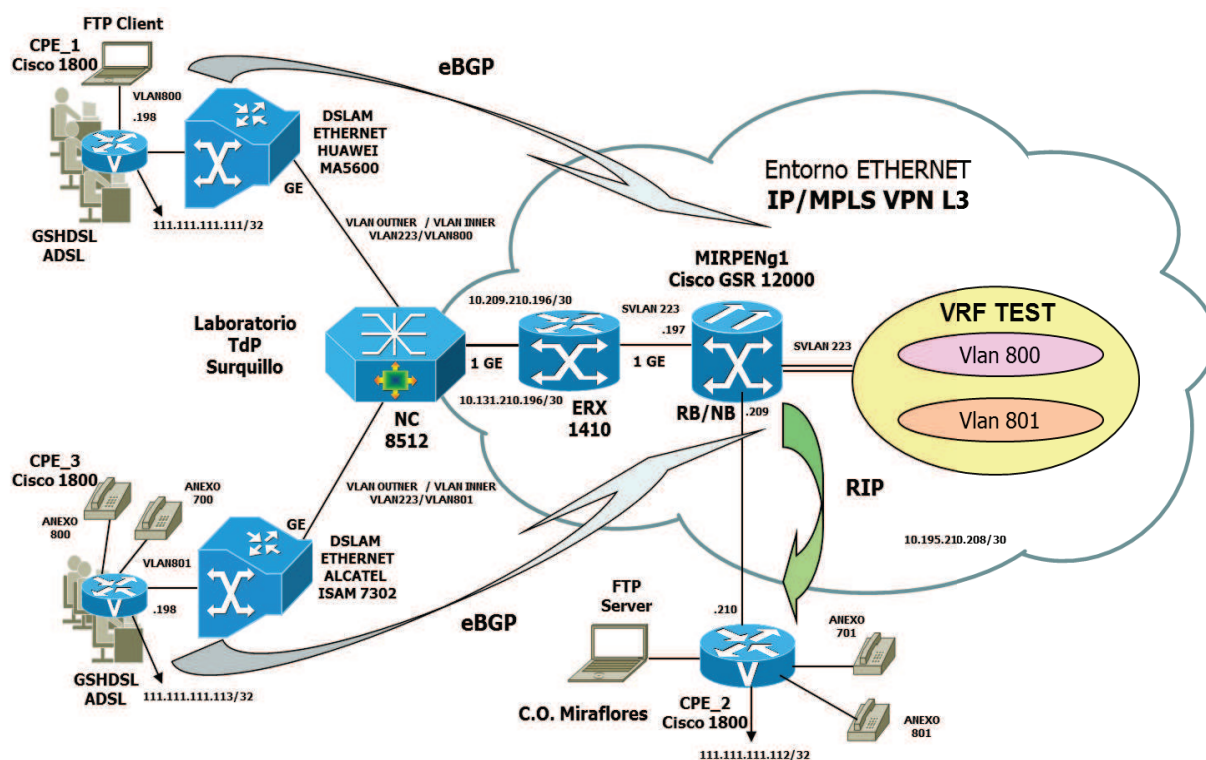 FTP Client
CPE_1
Cisco 1800
VLAN800
.198
DSLAM
ETHERNET
HUAWEI
MA5600
GE
111.111.111.111/32
GSHDSL
ADSL
eBGP
VLAN OUTNER / VLAN INNER
VLAN223/VLAN800
Entorno ETHERNET
IP/MPLS VPN L3
MIRPENg1
Cisco GSR 12000
10.209.210.196/30
SVLAN 223
.197
Laboratorio
TdP
Surquillo
1 GE
1 GE
SVLAN 223
VRF TEST
Vlan 800
Vlan 801
10.131.210.196/30
NC
8512
ERX
1410
RB/NB
.209
CPE_3
Cisco 1800
ANEXO
700
ANEXO
800
VLAN OUTNER / VLAN INNER
VLAN223/VLAN801
GE
VLAN801
.198
DSLAM
ETHERNET
ALCATEL
ISAM 7302
RIP
10.195.210.208/30
GSHDSL
ADSL
111.111.111.113/32
eBGP
FTP
Server
.210
ANEXO
701
C.O. Miraflores
CPE_2
Cisco 1800
ANEXO
801
111.111.111.112/32
V
V
V